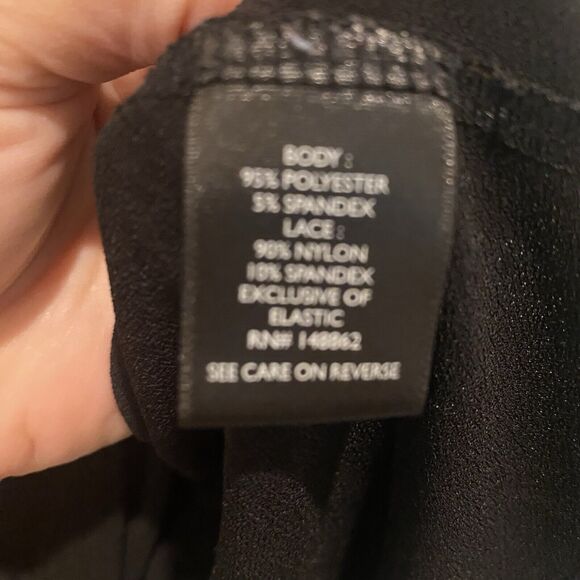 BODY:
95% POLYESTER
5% SPANDEX
LACE:
90% NYLON
10% SPANDEX
EXCLUSIVE OF
ELASTIC
RN# 148862
SEE CARE ON REVERSE